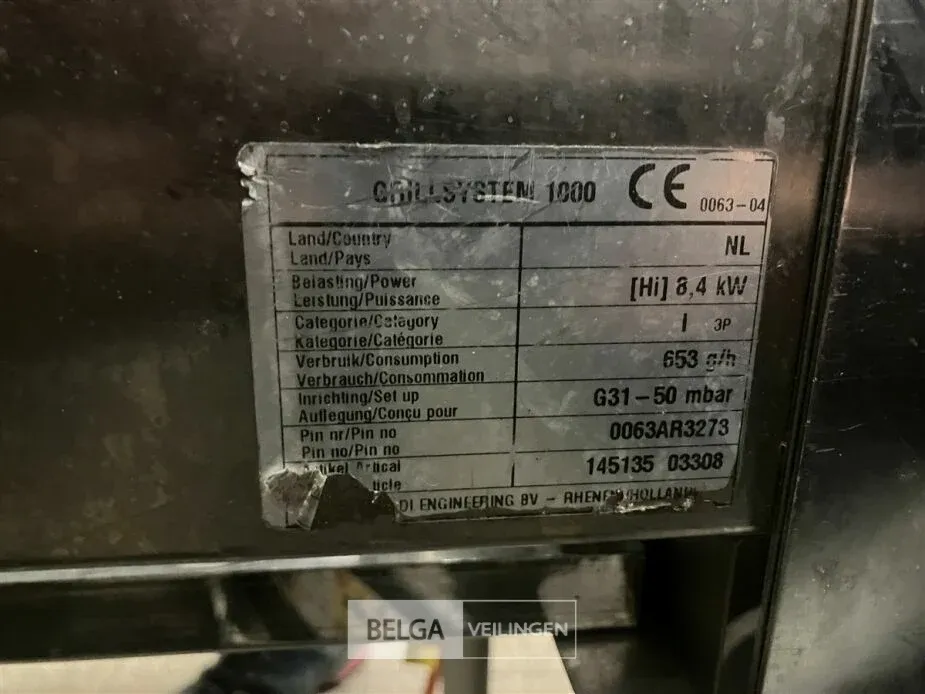 GRILLSYSTEM 1000 CE 0063-04
Land/Country
Land/Pays
NL
Belasting/Power
Leistung/Puissance
[Hi] 8,4 kW
Categorie/Category
Kategorie/Catégorie
I 3P
Verbruik/Consumption
Verbrauch/Consommation
653 g/h
Inrichting/Set up
Auflegung/Conçu pour
G31-50 mbar
Pin nr/Pin no
Pin no/Pin no
0063AR3273
Artikel Artical
145135 03308
ENGINEERING BV - RHENEN/HOLLAND
BELGA VEILINGEN